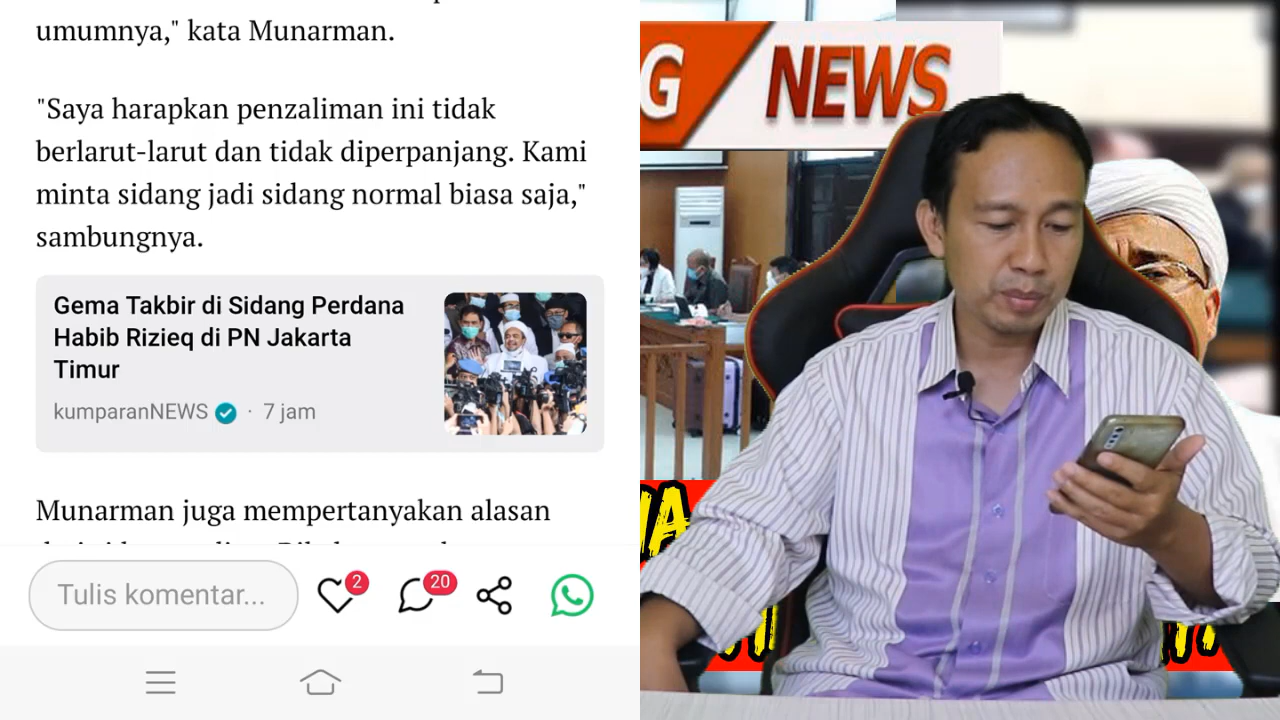 umumnya," kata Munarman.
"Saya harapkan penzaliman ini tidak
berlarut-larut dan tidak diperpanjang. Kami
minta sidang jadi sidang normal biasa saja,"
sambungnya.
Gema Takbir di Sidang Perdana
Habib Rizieq di PN Jakarta
Timur
kumparanNEWS · 7 jam
Munarman juga mempertanyakan alasan
Tulis komentar...
2
20
G NEWS